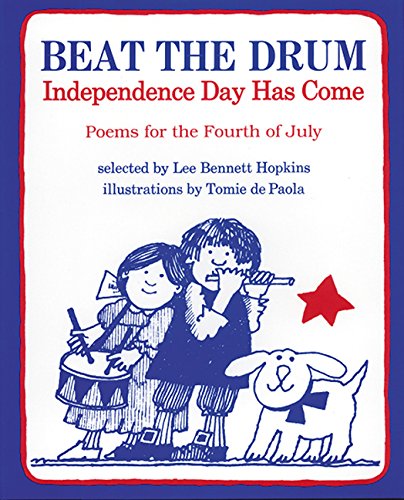 BEAT THE DRUM
Independence Day Has Come
Poems for the Fourth of July
selected by Lee Bennett Hopkins
illustrations by Tomie de Paola